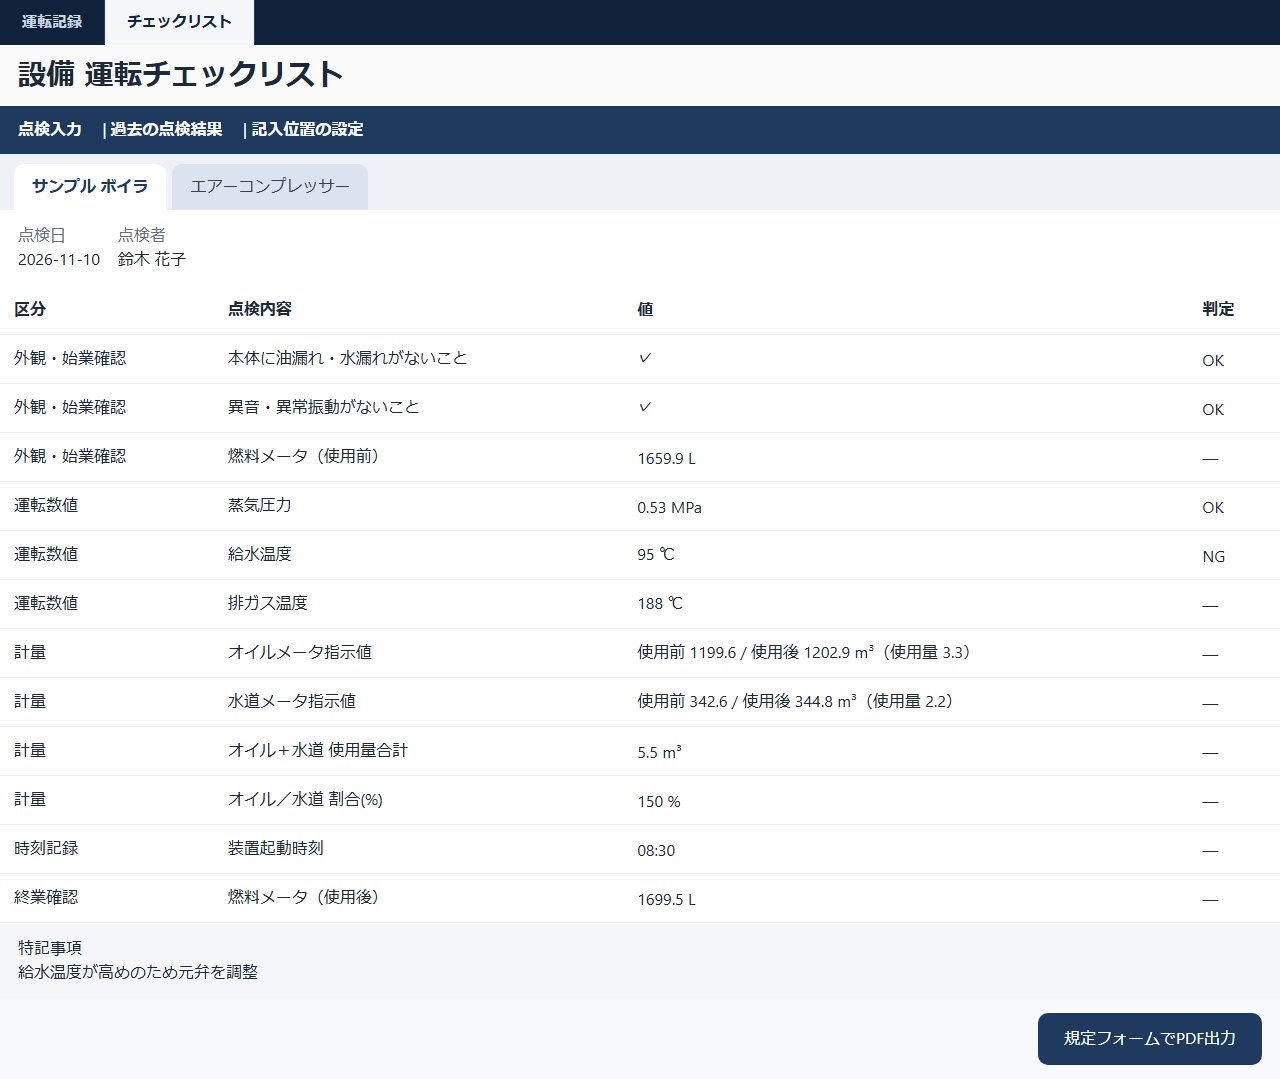 運転記録 チェックリスト
設備 運転チェックリスト
点検入力 | 過去の点検結果 | 記入位置の設定
サンプル ボイラ エアーコンプレッサー
点検日 点検者
2026-11-10 鈴木 花子
区分 点検内容 値 判定
外観・始業確認 本体に油漏れ・水漏れがないこと ✓ OK
外観・始業確認 異音・異常振動がないこと ✓ OK
外観・始業確認 燃料メータ（使用前） 1659.9 L —
運転数値 蒸気圧力 0.53 MPa OK
運転数値 給水温度 95 ℃ NG
運転数値 排ガス温度 188 ℃ —
計量 オイルメータ指示値 使用前 1199.6 / 使用後 1202.9 m³（使用量 3.3） —
計量 水道メータ指示値 使用前 342.6 / 使用後 344.8 m³（使用量 2.2） —
計量 オイル＋水道 使用量合計 5.5 m³ —
計量 オイル／水道 割合(%) 150 % —
時刻記録 装置起動時刻 08:30 —
終業確認 燃料メータ（使用後） 1699.5 L —
特記事項
給水温度が高めのため元弁を調整
規定フォームでPDF出力